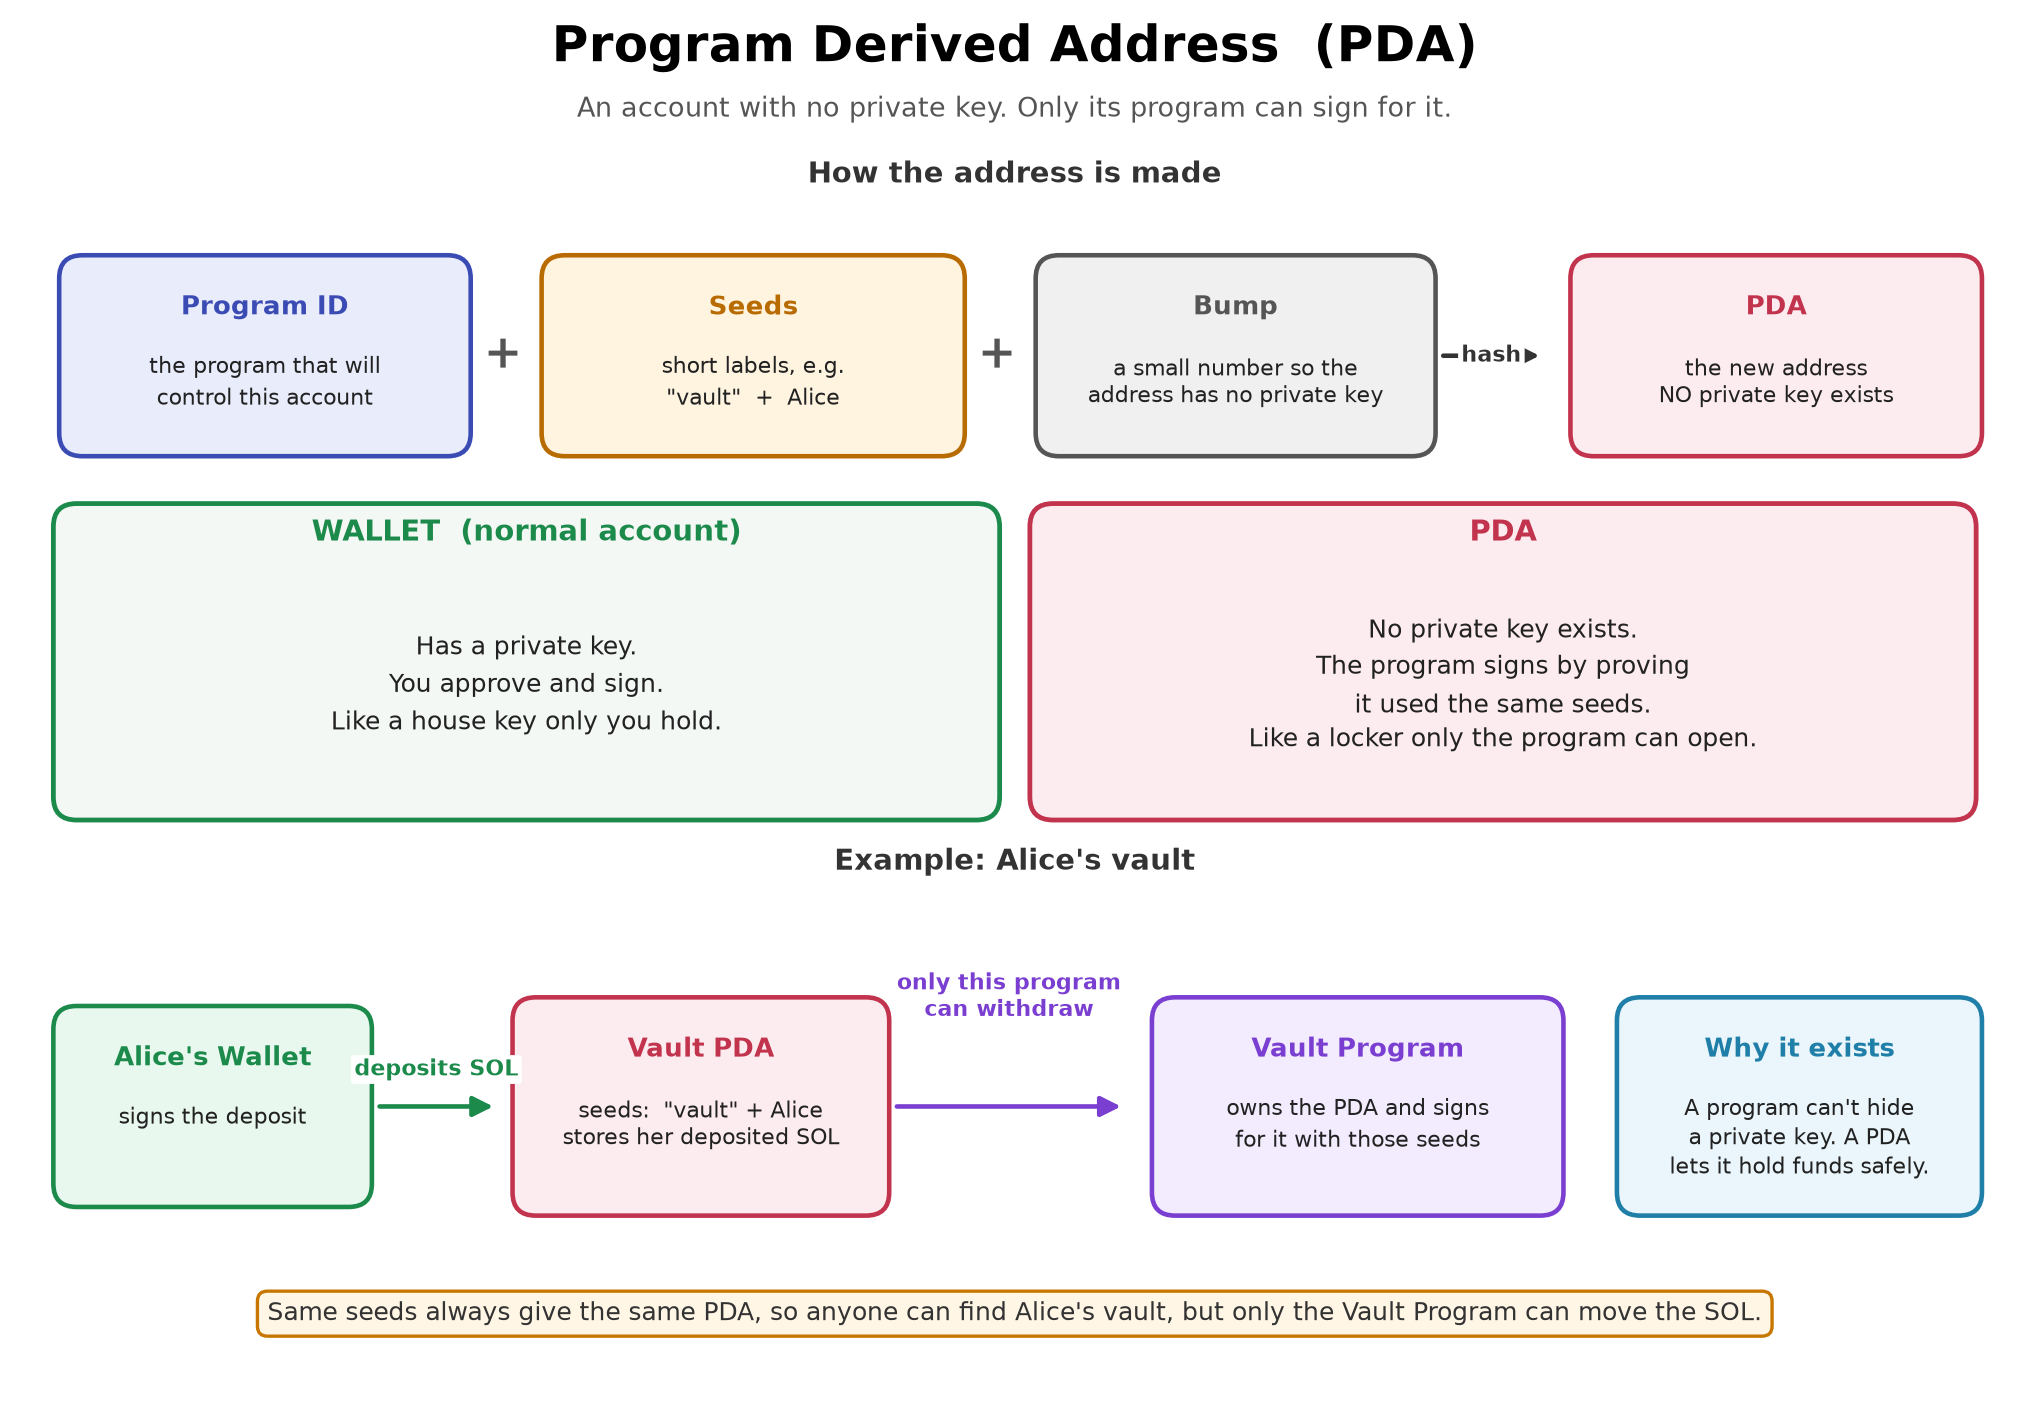 Program Derived Address (PDA)
An account with no private key. Only its program can sign for it.
How the address is made
Program ID
the program that will
control this account
+
Seeds
short labels, e.g.
"vault" + Alice
+
Bump
a small number so the
address has no private key
hash
PDA
the new address
NO private key exists
WALLET (normal account)
Has a private key.
You approve and sign.
Like a house key only you hold.
PDA
No private key exists.
The program signs by proving
it used the same seeds.
Like a locker only the program can open.
Example: Alice's vault
Alice's Wallet
signs the deposit
deposits SOL
Vault PDA
seeds: "vault" + Alice
stores her deposited SOL
only this program
can withdraw
Vault Program
owns the PDA and signs
for it with those seeds
Why it exists
A program can't hide
a private key. A PDA
lets it hold funds safely.
Same seeds always give the same PDA, so anyone can find Alice's vault, but only the Vault Program can move the SOL.